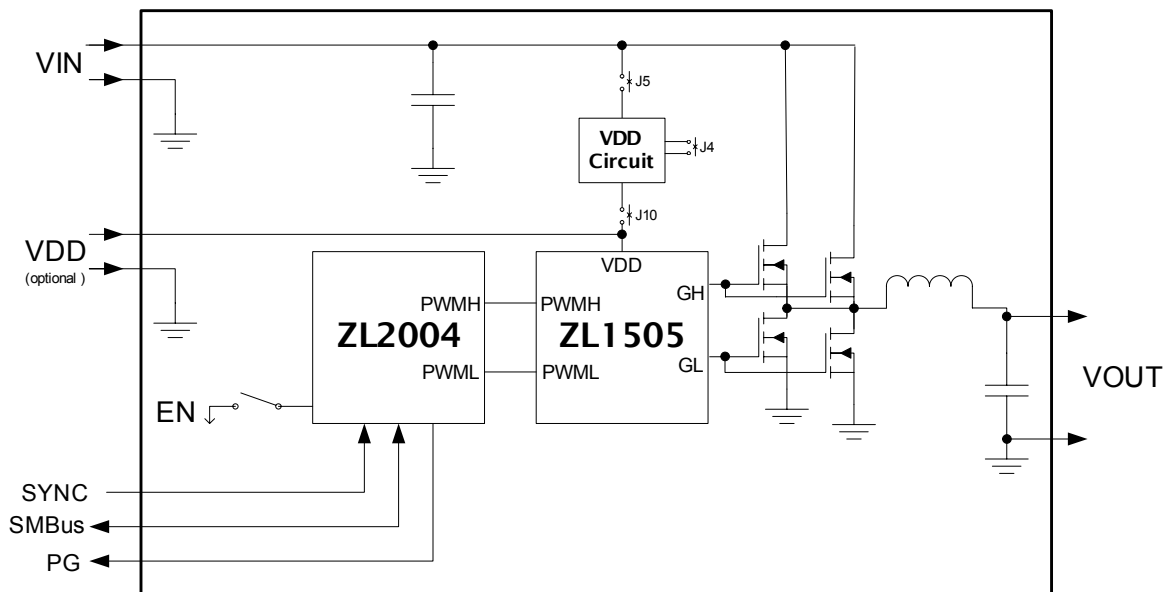 VIN
J5
VDD
Circuit
J4
J10
VDD
(optional )
VDD
PWMH
PWMH
GH
ZL2004
ZL1505
PWML
PWML
GL
VOUT
EN
SYNC
SMBus
PG